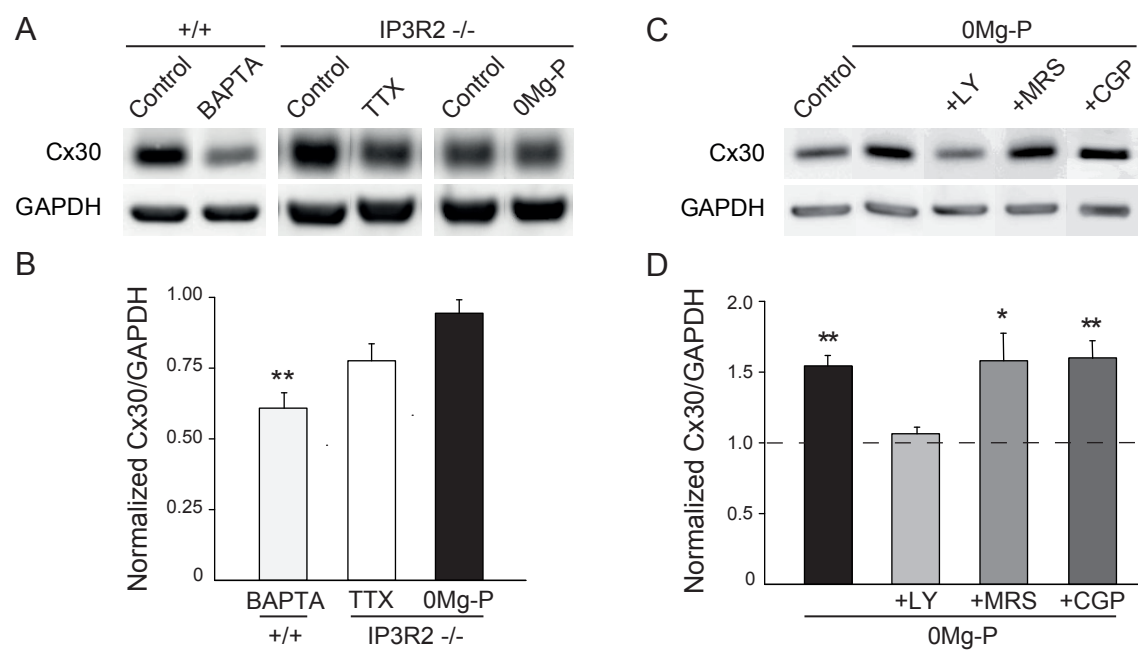 A
+/+
IP3R2 -/-
Control
BAPTA
Control
TTX
Control
0Mg-P
Cx30
GAPDH
B
Normalized Cx30/GAPDH
1.00
0.75
0.50
0.25
0
**
BAPTA
TTX
0Mg-P
+/+
IP3R2 -/-
C
0Mg-P
Control
+LY
+MRS
+CGP
Cx30
GAPDH
D
Normalized Cx30/GAPDH
2.0
1.5
1.0
0.5
0
**
*
**
+LY
+MRS
+CGP
0Mg-P